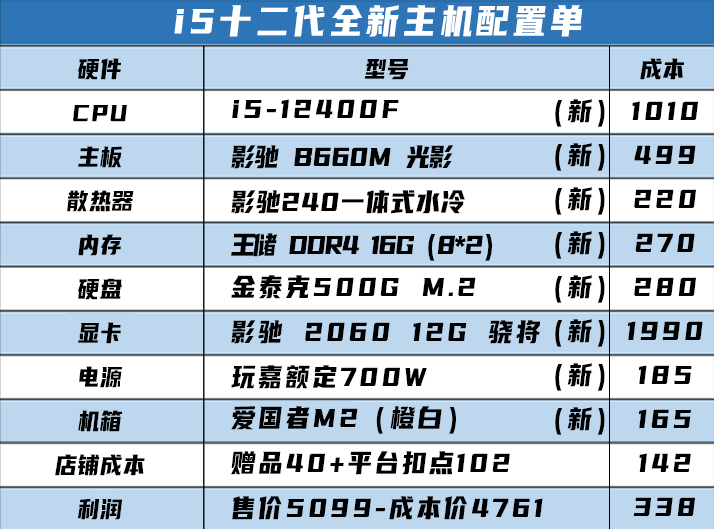 i5十二代全新主机配置单
硬件 型号 成本
CPU i5-12400F (新) 1010
主板 影驰 B660M 光影 (新) 499
散热器 影驰240一体式水冷 (新) 220
内存 王储 DDR4 16G (8*2) (新) 270
硬盘 金泰克500G M.2 (新) 280
显卡 影驰 2060 12G 骁将 (新) 1990
电源 玩嘉额定700W (新) 185
机箱 爱国者M2 (橙白) (新) 165
店铺成本 赠品40+平台扣点102 142
利润 售价5099-成本价4761 338